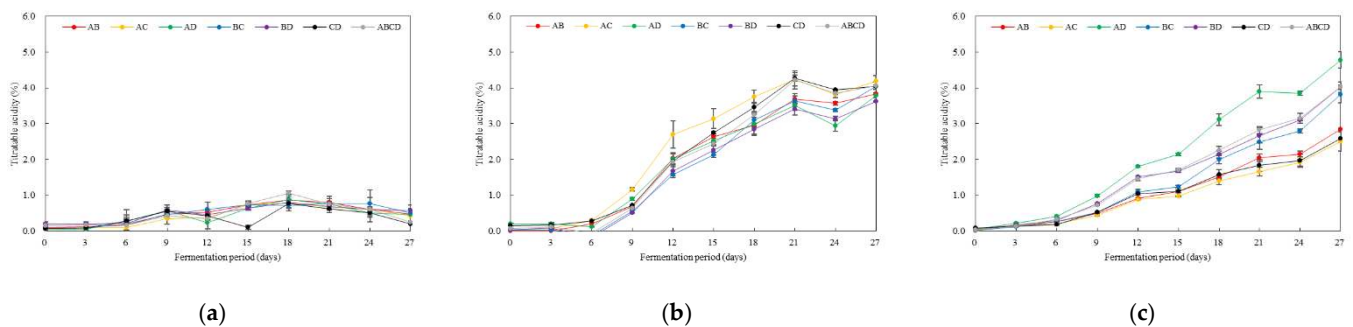 AB AC AD BC BD CD ABCD
6.0
5.0
4.0
3.0
2.0
1.0
0.0
Titratable acidity (%)
0 3 6 9 12 15 18 21 24 27
Fermentation period (days)
(a)
AB AC AD BC BD CD ABCD
6.0
5.0
4.0
3.0
2.0
1.0
0.0
Titratable acidity (%)
0 3 6 9 12 15 18 21 24 27
Fermentation period (days)
(b)
AB AC AD BC BD CD ABCD
6.0
5.0
4.0
3.0
2.0
1.0
0.0
Titratable acidity (%)
0 3 6 9 12 15 18 21 24 27
Fermentation period (days)
(c)